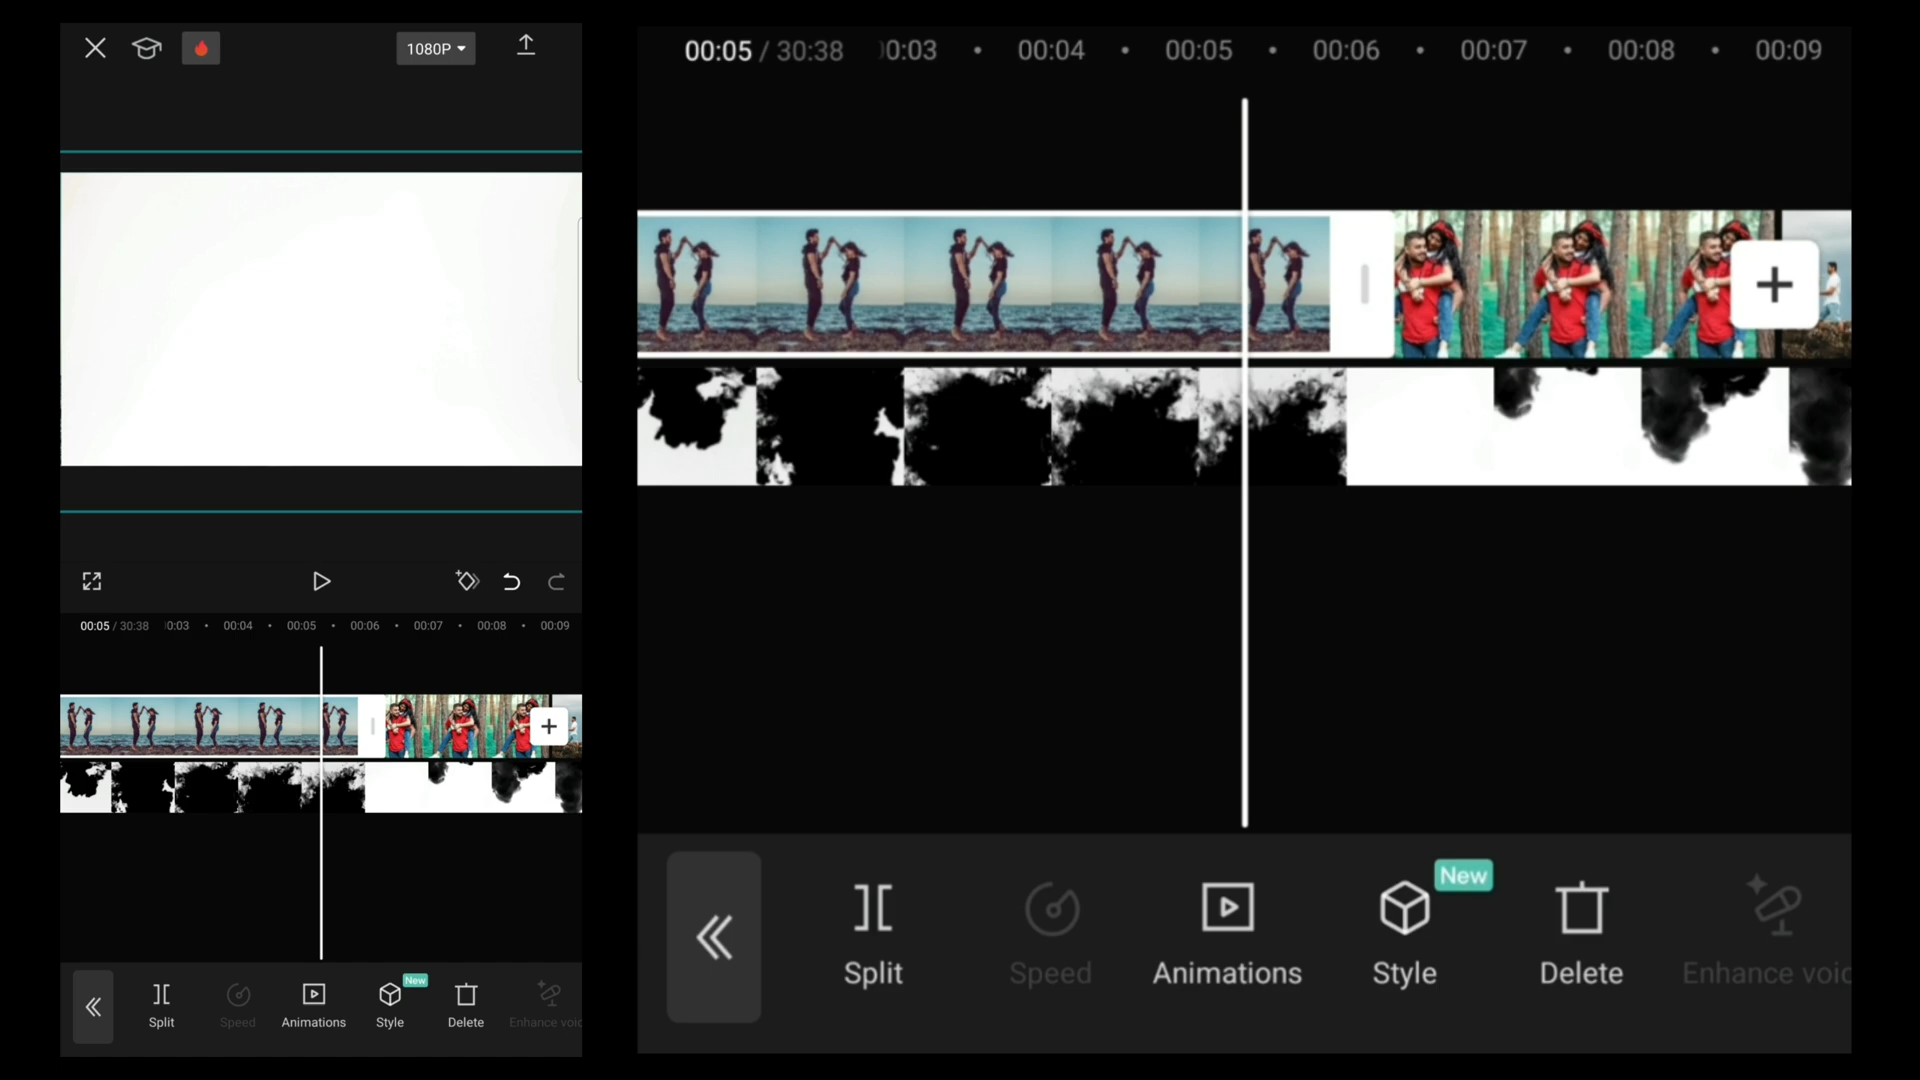 1080P
00:05 / 30:38 0:03 00:04 00:05 00:06 00:07 00:08 00:09
Split Speed Animations Style New Delete Enhance voic
00:05 / 30:38 0:03 00:04 00:05 00:06 00:07 00:08 00:09
Split Speed Animations Style New Delete Enhance voic